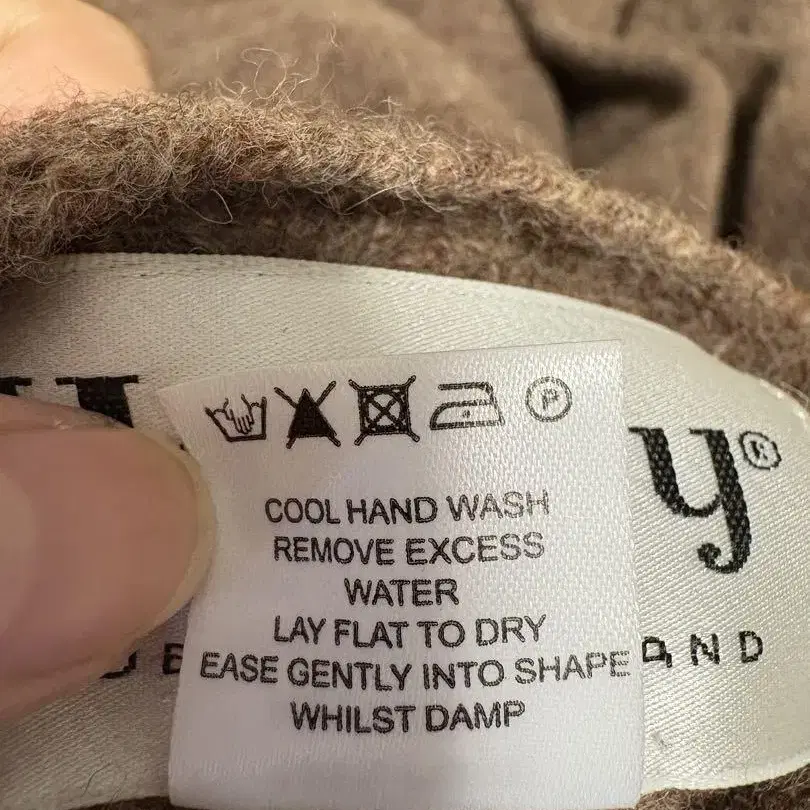 P
COOL HAND WASH
REMOVE EXCESS
WATER
LAY FLAT TO DRY
EASE GENTLY INTO SHAPE
WHILST DAMP
y®